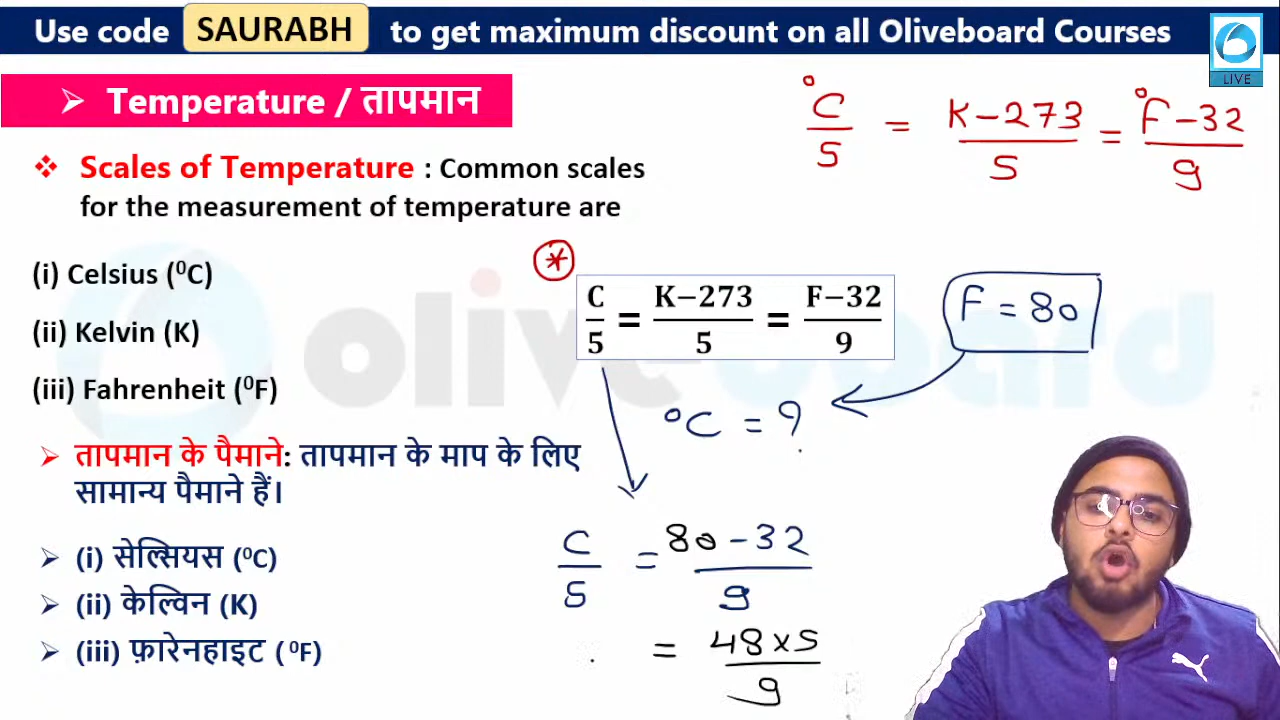 Use code SAURABH to get maximum discount on all Oliveboard Courses
LIVE
Temperature / तापमान
°C/5 = K-273/5 = °F-32/9
Scales of Temperature : Common scales
for the measurement of temperature are
(i) Celsius (⁰C)
(ii) Kelvin (K)
(iii) Fahrenheit (⁰F)
*
C/5 = K−273/5 = F−32/9
F = 80
°C = ?
तापमान के पैमाने: तापमान के माप के लिए
सामान्य पैमाने हैं।
(i) सेल्सियस (⁰C)
(ii) केल्विन (K)
(iii) फ़ारेनहाइट ( ⁰F)
C/5 = 80-32/9
= 48×5/9
oliveboard